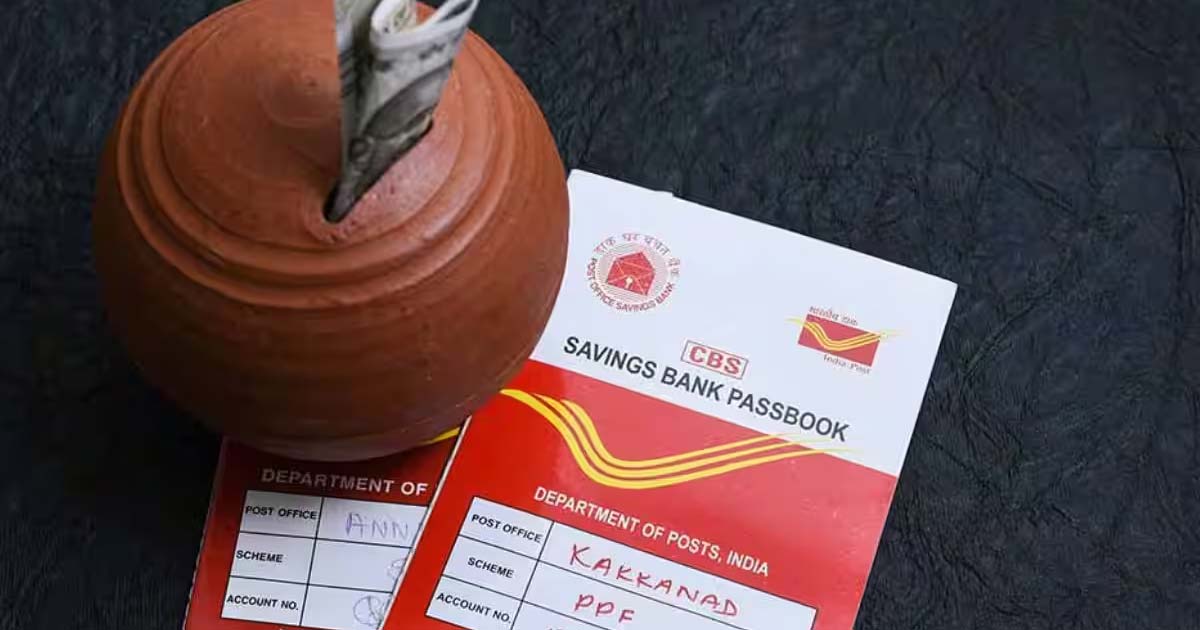 डाक घर बचत बैंक
POST OFFICE SAVINGS BANK
भारतीय डाक
India Post
CBS
SAVINGS BANK PASSBOOK
DEPARTMENT OF POSTS, INDIA
POST OFFICE KAKKANAD
SCHEME PPF
ACCOUNT NO.
DEPARTMENT OF
POST OFFICE ANN
SCHEME
ACCOUNT NO.